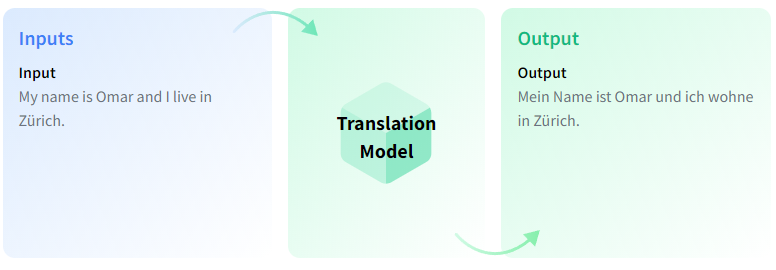 Inputs
Input
My name is Omar and I live in
Zürich.
Translation
Model
Output
Output
Mein Name ist Omar und ich wohne
in Zürich.